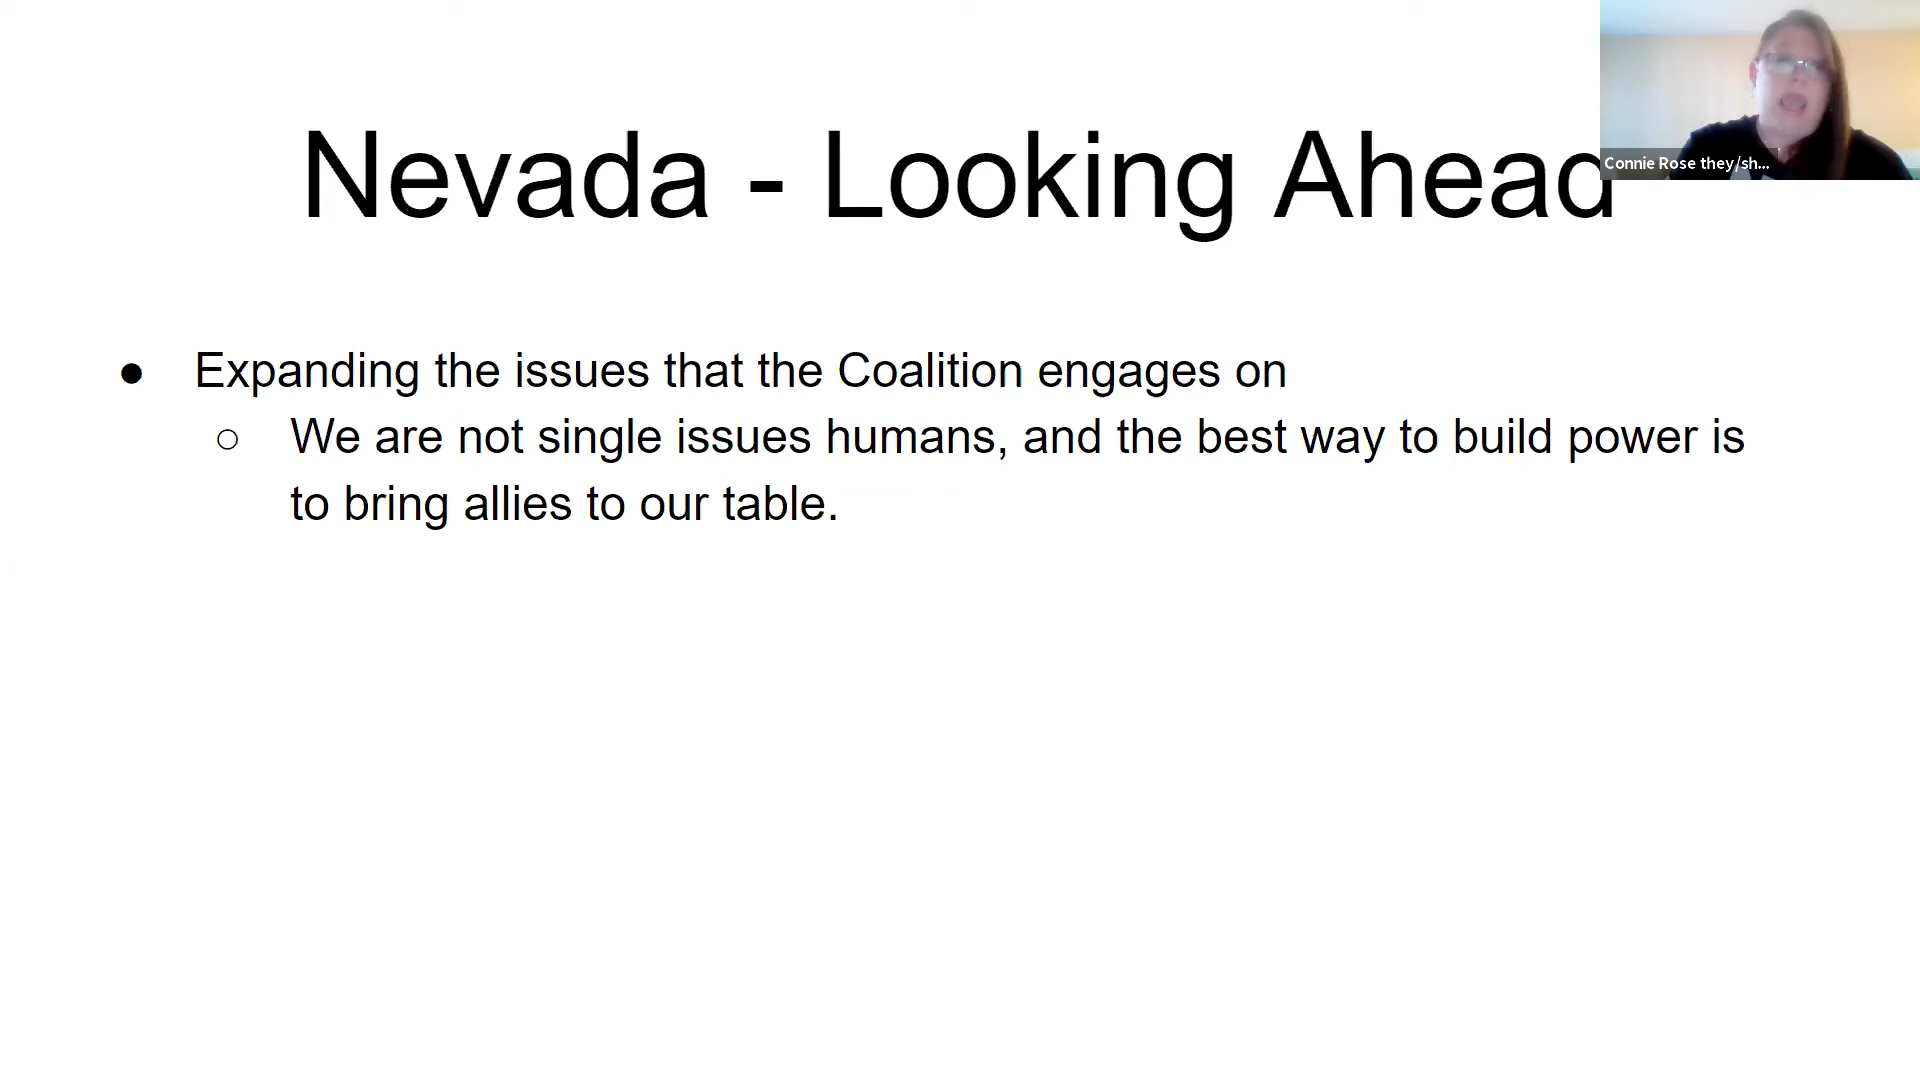 Connie Rose they/sh...
Nevada - Looking Ahead
● Expanding the issues that the Coalition engages on
○ We are not single issues humans, and the best way to build power is
to bring allies to our table.